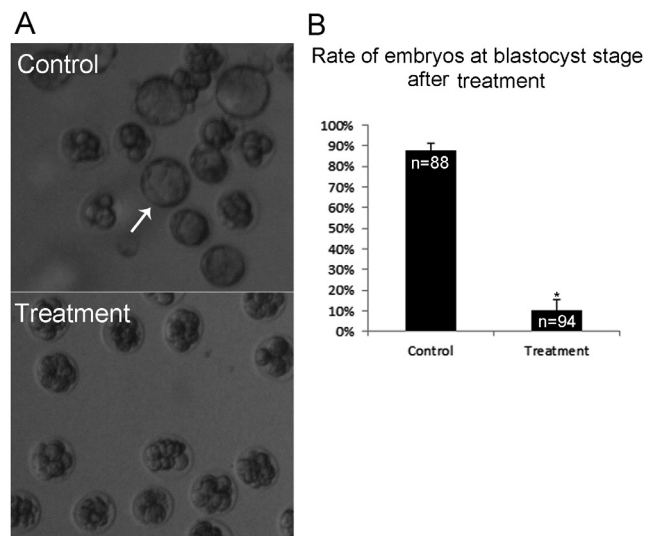 A
Control
Treatment
B
Rate of embryos at blastocyst stage
after treatment
100%
90%
80%
70%
60%
50%
40%
30%
20%
10%
0%
n=88
*
n=94
Control
Treatment